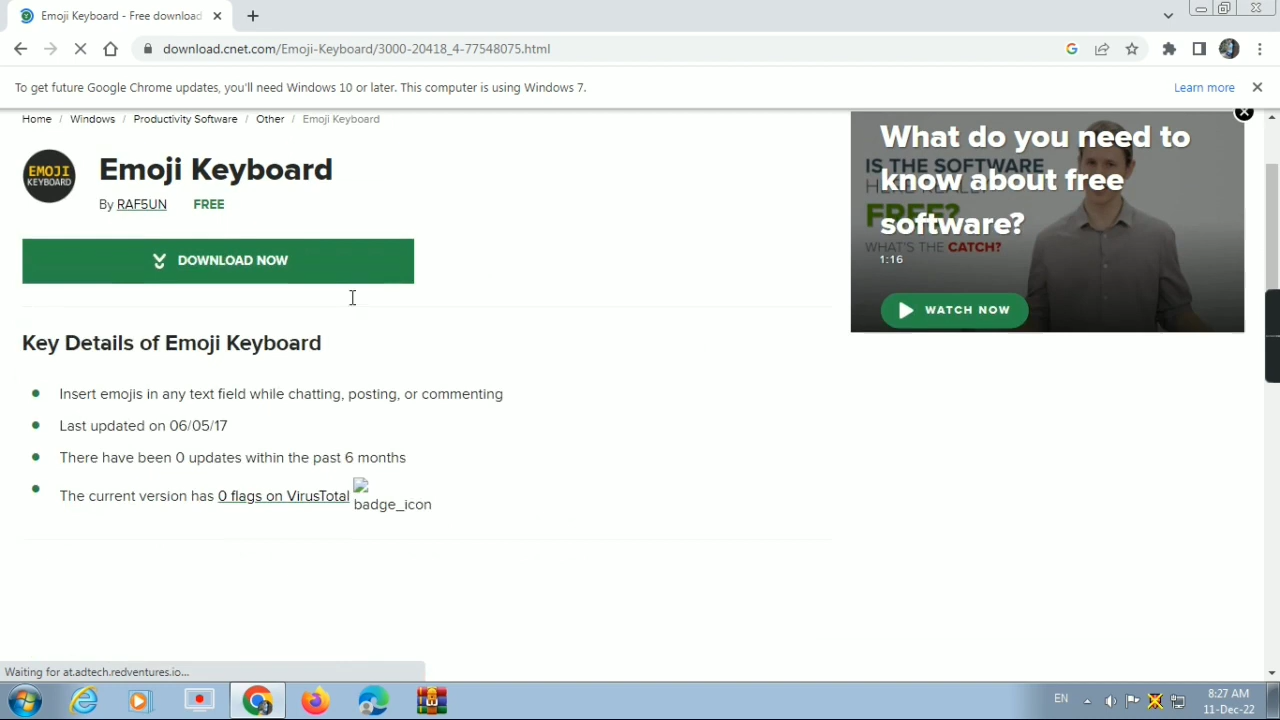 Emoji Keyboard - Free download
download.cnet.com/Emoji-Keyboard/3000-20418_4-77548075.html
To get future Google Chrome updates, you'll need Windows 10 or later. This computer is using Windows 7.
Learn more
Home / Windows / Productivity Software / Other / Emoji Keyboard
EMOJI
KEYBOARD
Emoji Keyboard
By RAF5UN FREE
DOWNLOAD NOW
What do you need to
know about free
software?
IS THE SOFTWARE
HERE REALLY
FREE?
WHAT'S THE CATCH?
1:16
WATCH NOW
Key Details of Emoji Keyboard
Insert emojis in any text field while chatting, posting, or commenting
Last updated on 06/05/17
There have been 0 updates within the past 6 months
The current version has 0 flags on VirusTotal badge_icon
Waiting for at.adtech.redventures.io...
EN
8:27 AM
11-Dec-22